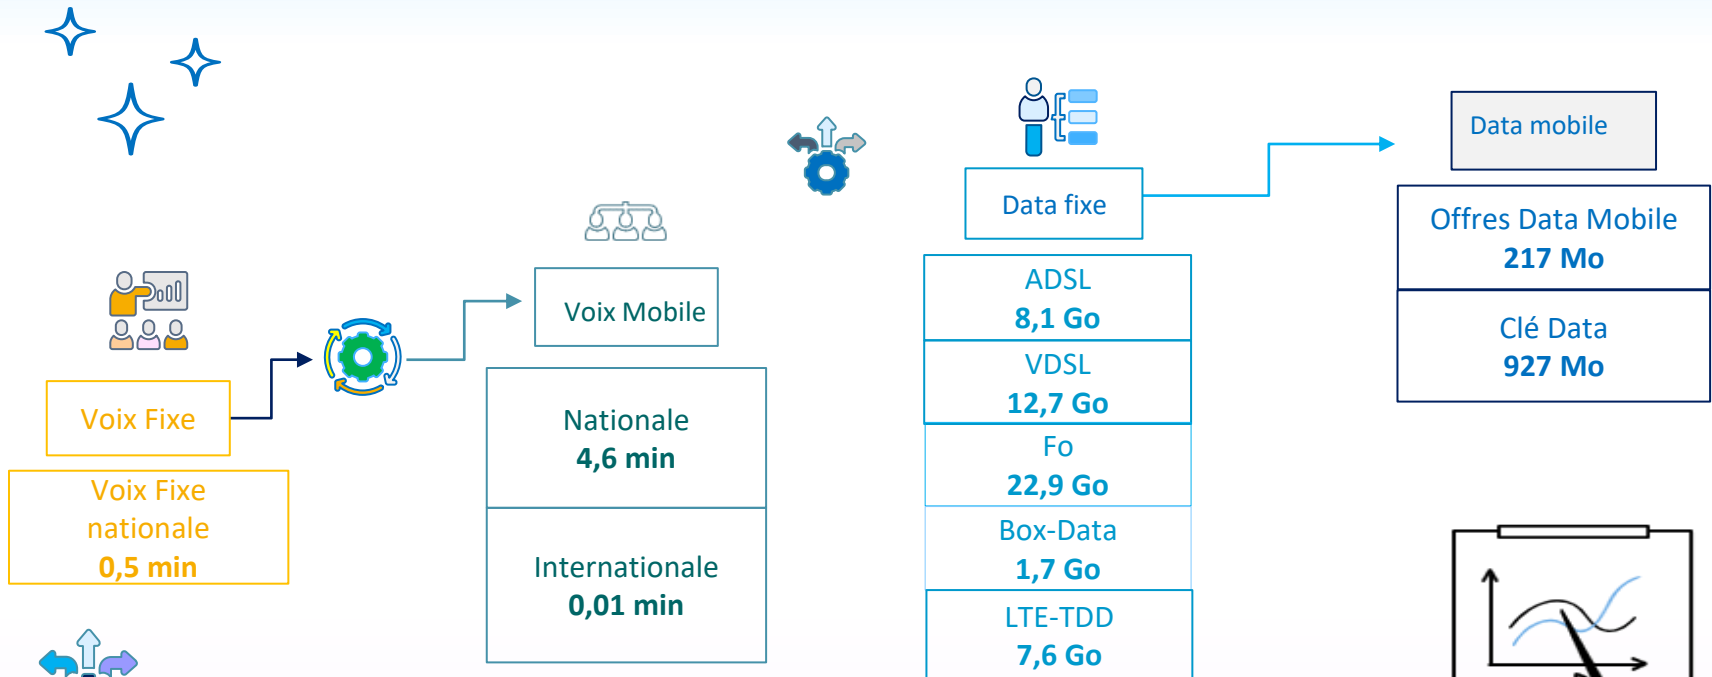 Voix Fixe
Voix Fixe
nationale
0,5 min
Voix Mobile
Nationale
4,6 min
Internationale
0,01 min
Data fixe
ADSL
8,1 Go
VDSL
12,7 Go
Fo
22,9 Go
Box-Data
1,7 Go
LTE-TDD
7,6 Go
Data mobile
Offres Data Mobile
217 Mo
Clé Data
927 Mo